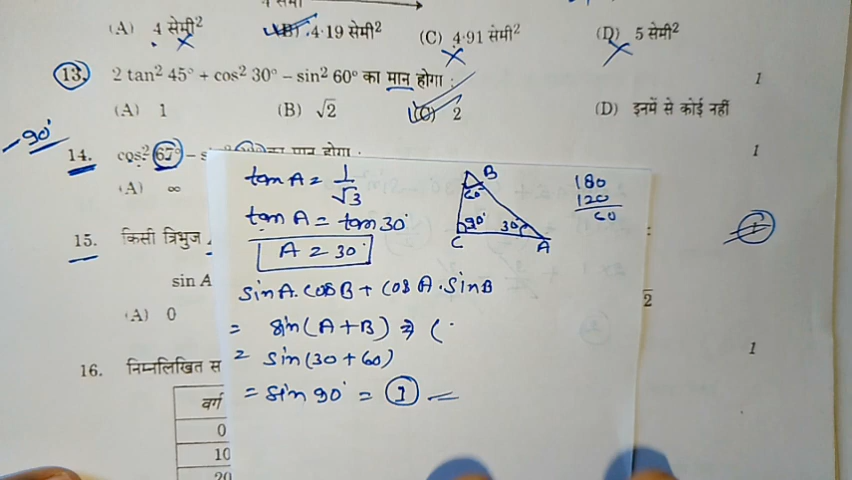 (A) 4 सेमी² (B) 4·19 सेमी² (C) 4·91 सेमी² (D) 5 सेमी²
13. 2 tan² 45° + cos² 30° – sin² 60° का मान होगा : 1
(A) 1 (B) √2 (C) 2 (D) इनमें से कोई नहीं
-90°
14. cos² 67° – का मान होगा : 1
(A) ∞
15. किसी त्रिभुज
sin A
(A) 0
16. निम्नलिखित 1
वर्ग
0
10
20
tan A = 1/√3
tan A = tan 30°
A = 30°
B
60°
90° 30°
C A
180
120
60
sin A. cos B + cos A. sin B
= sin (A + B) ⇒ (
= sin (30 + 60)
= sin 90° = 1